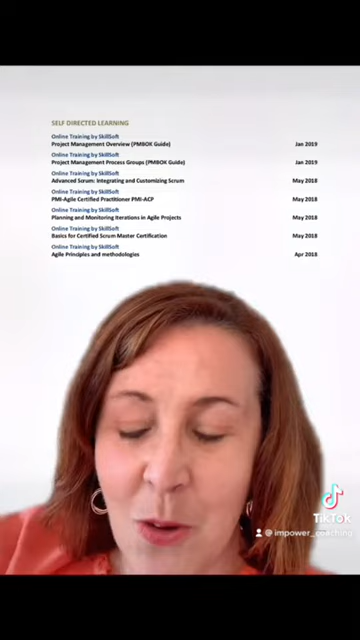 SELF DIRECTED LEARNING
Online Training by SkillSoft
Project Management Overview (PMBOK Guide) Jan 2019
Online Training by SkillSoft
Project Management Process Groups (PMBOK Guide) Jan 2019
Online Training by SkillSoft
Advanced Scrum: Integrating and Customizing Scrum May 2018
Online Training by SkillSoft
PMI-Agile Certified Practitioner PMI-ACP May 2018
Online Training by SkillSoft
Planning and Monitoring Iterations in Agile Projects May 2018
Online Training by SkillSoft
Basics for Certified Scrum Master Certification May 2018
Online Training by SkillSoft
Agile Principles and methodologies Apr 2018
TikTok
@impower_coaching